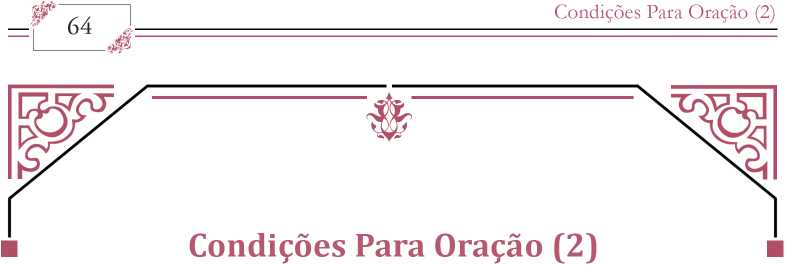 64
Condições Para Oração (2)
Condições Para Oração (2)